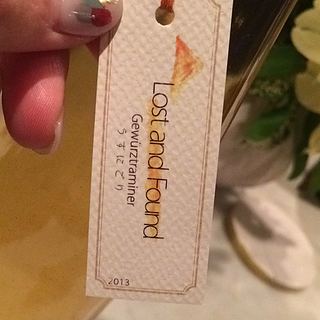 Lost and Found
Gewürztraminer
うすにごり
2013